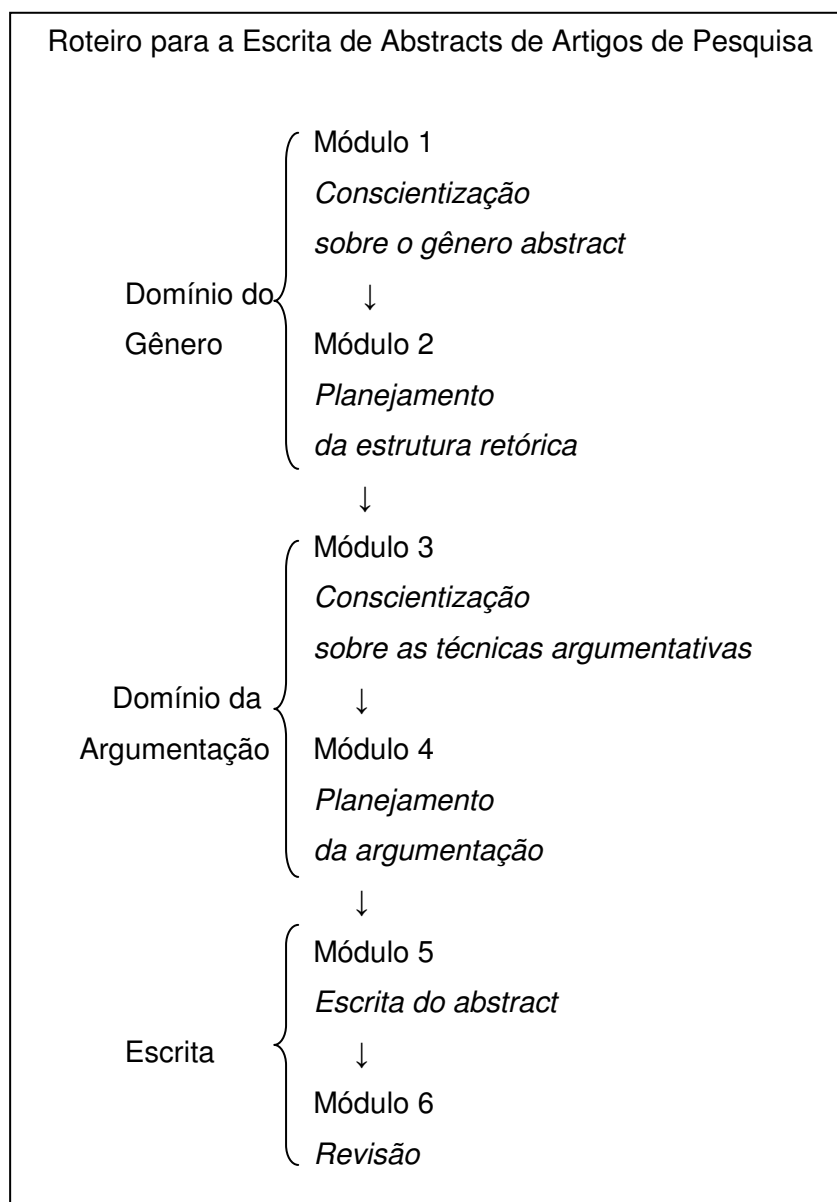 Roteiro para a Escrita de Abstracts de Artigos de Pesquisa
Módulo 1
Conscientização
sobre o gênero abstract
Domínio do
Gênero
↓
Módulo 2
Planejamento
da estrutura retórica
↓
Módulo 3
Conscientização
sobre as técnicas argumentativas
Domínio da
Argumentação
↓
Módulo 4
Planejamento
da argumentação
↓
Módulo 5
Escrita do abstract
Escrita
↓
Módulo 6
Revisão